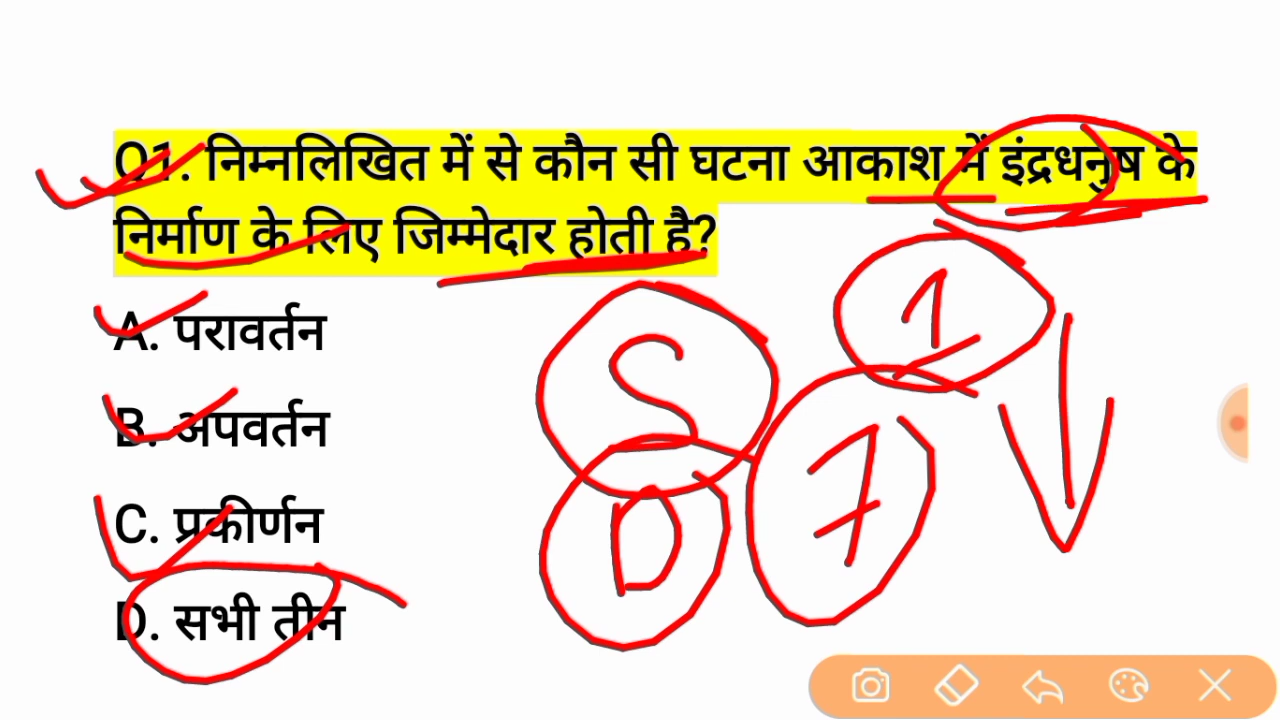 Q1. निम्नलिखित में से कौन सी घटना आकाश में इंद्रधनुष के
निर्माण के लिए जिम्मेदार होती है?
A. परावर्तन
B. अपवर्तन
C. प्रकीर्णन
D. सभी तीन
1
S
7
D